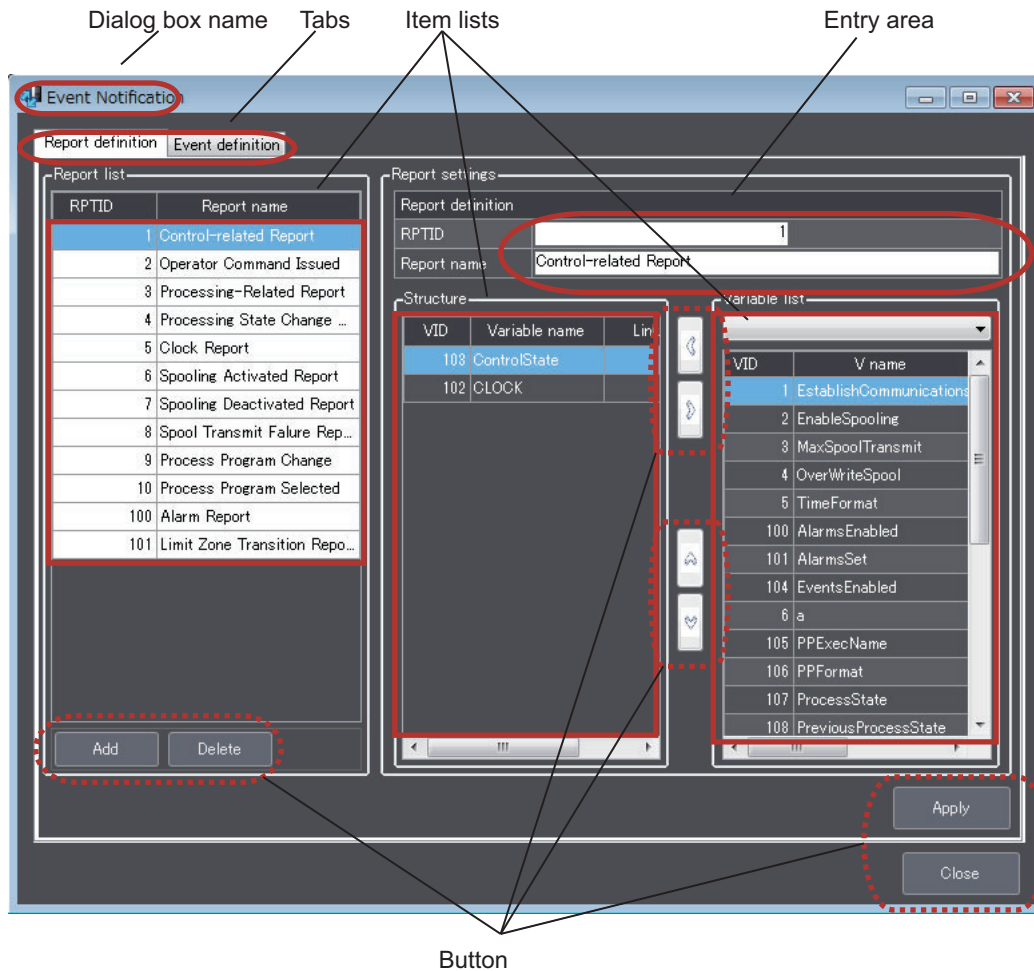 Dialog box name Tabs Item lists Entry area
Event Notification
Report definition Event definition
Report list
RPTID Report name
1 Control-related Report
2 Operator Command Issued
3 Processing-Related Report
4 Processing State Change ...
5 Clock Report
6 Spooling Activated Report
7 Spooling Deactivated Report
8 Spool Transmit Falure Rep...
9 Process Program Change
10 Process Program Selected
100 Alarm Report
101 Limit Zone Transition Repo...
Add Delete
Report settings
Report definition
RPTID 1
Report name Control-related Report
Structure
VID Variable name Lin
103 ControlState
102 CLOCK
Variable list
VID V name
1 EstablishCommunications
2 EnableSpooling
3 MaxSpoolTransmit
4 OverWriteSpool
5 TimeFormat
100 AlarmsEnabled
101 AlarmsSet
104 EventsEnabled
6 a
105 PPExecName
106 PPFormat
107 ProcessState
108 PreviousProcessState
Apply
Close
Button